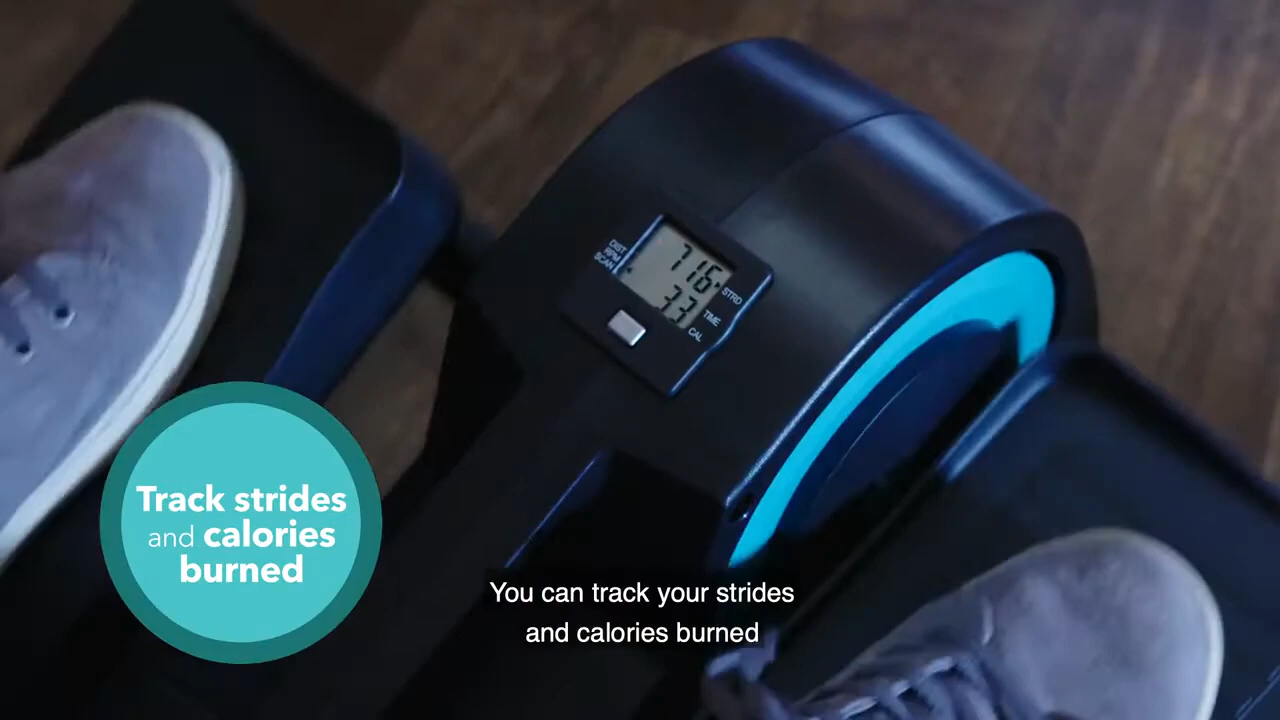 DIST
RPM
SCAN
716
33
STRD
TIME
CAL
Track strides
and calories
burned
You can track your strides
and calories burned